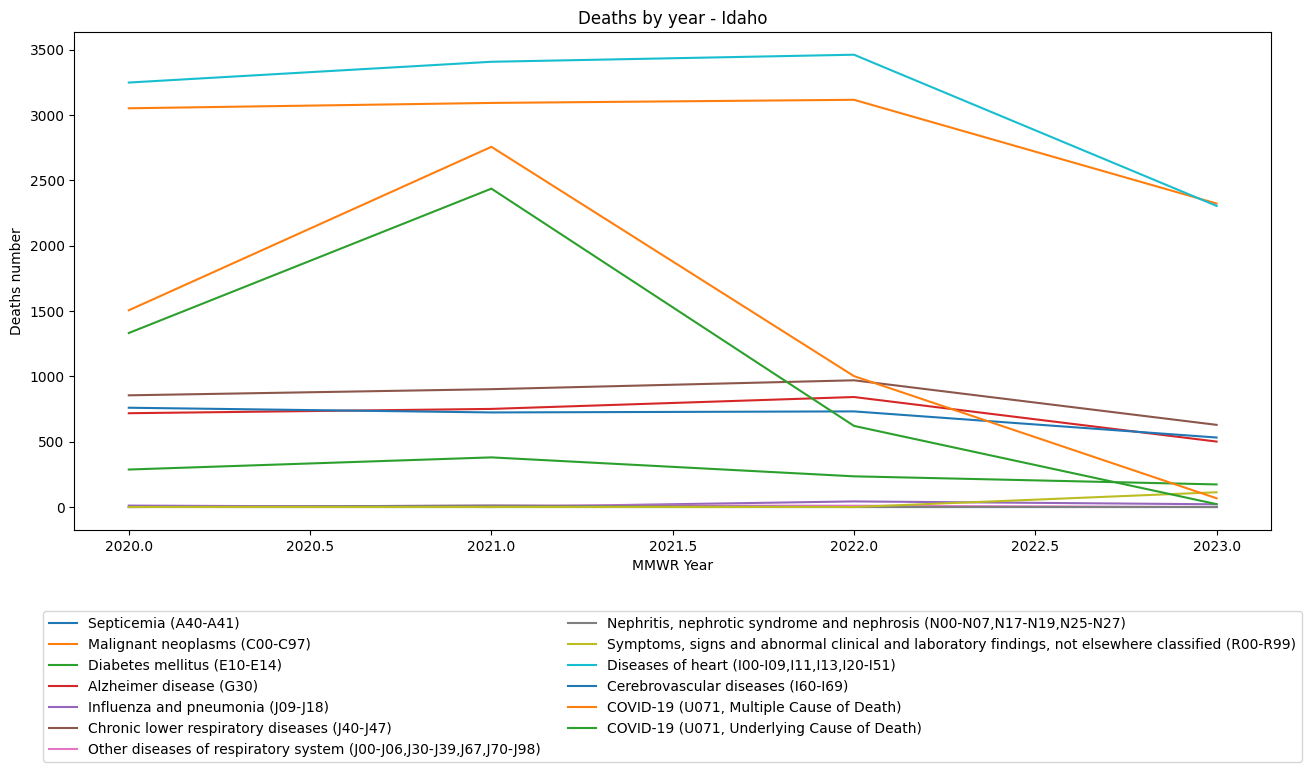 Deaths by year - Idaho
3500
3000
2500
2000
1500
1000
500
0
Deaths number
2020.0 2020.5 2021.0 2021.5 2022.0 2022.5 2023.0
MMWR Year
Septicemia (A40-A41)
Malignant neoplasms (C00-C97)
Diabetes mellitus (E10-E14)
Alzheimer disease (G30)
Influenza and pneumonia (J09-J18)
Chronic lower respiratory diseases (J40-J47)
Other diseases of respiratory system (J00-J06,J30-J39,J67,J70-J98)
Nephritis, nephrotic syndrome and nephrosis (N00-N07,N17-N19,N25-N27)
Symptoms, signs and abnormal clinical and laboratory findings, not elsewhere classified (R00-R99)
Diseases of heart (I00-I09,I11,I13,I20-I51)
Cerebrovascular diseases (I60-I69)
COVID-19 (U071, Multiple Cause of Death)
COVID-19 (U071, Underlying Cause of Death)